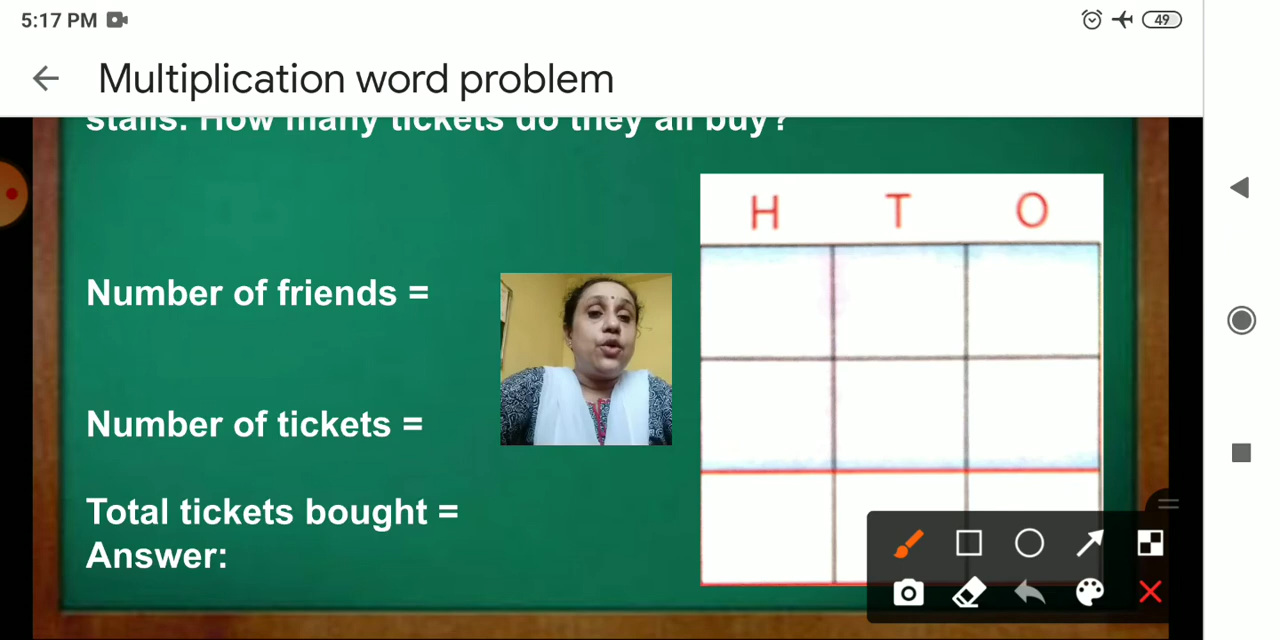 5:17 PM
49
Multiplication word problem
stalls. How many tickets do they all buy?
H T O
Number of friends =
Number of tickets =
Total tickets bought =
Answer: